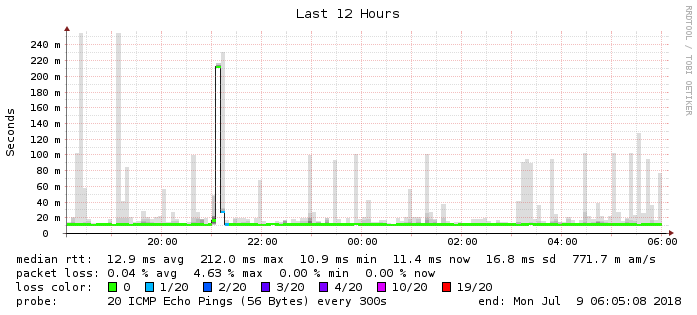 Last 12 Hours
RRDTOOL / TOBI OETIKER
Seconds
240 m
220 m
200 m
180 m
160 m
140 m
120 m
100 m
80 m
60 m
40 m
20 m
0
20:00 22:00 00:00 02:00 04:00 06:00
median rtt: 12.9 ms avg 212.0 ms max 10.9 ms min 11.4 ms now 16.8 ms sd 771.7 m am/s
packet loss: 0.04 % avg 4.63 % max 0.00 % min 0.00 % now
loss color: 0 1/20 2/20 3/20 4/20 10/20 19/20
probe: 20 ICMP Echo Pings (56 Bytes) every 300s end: Mon Jul 9 06:05:08 2018